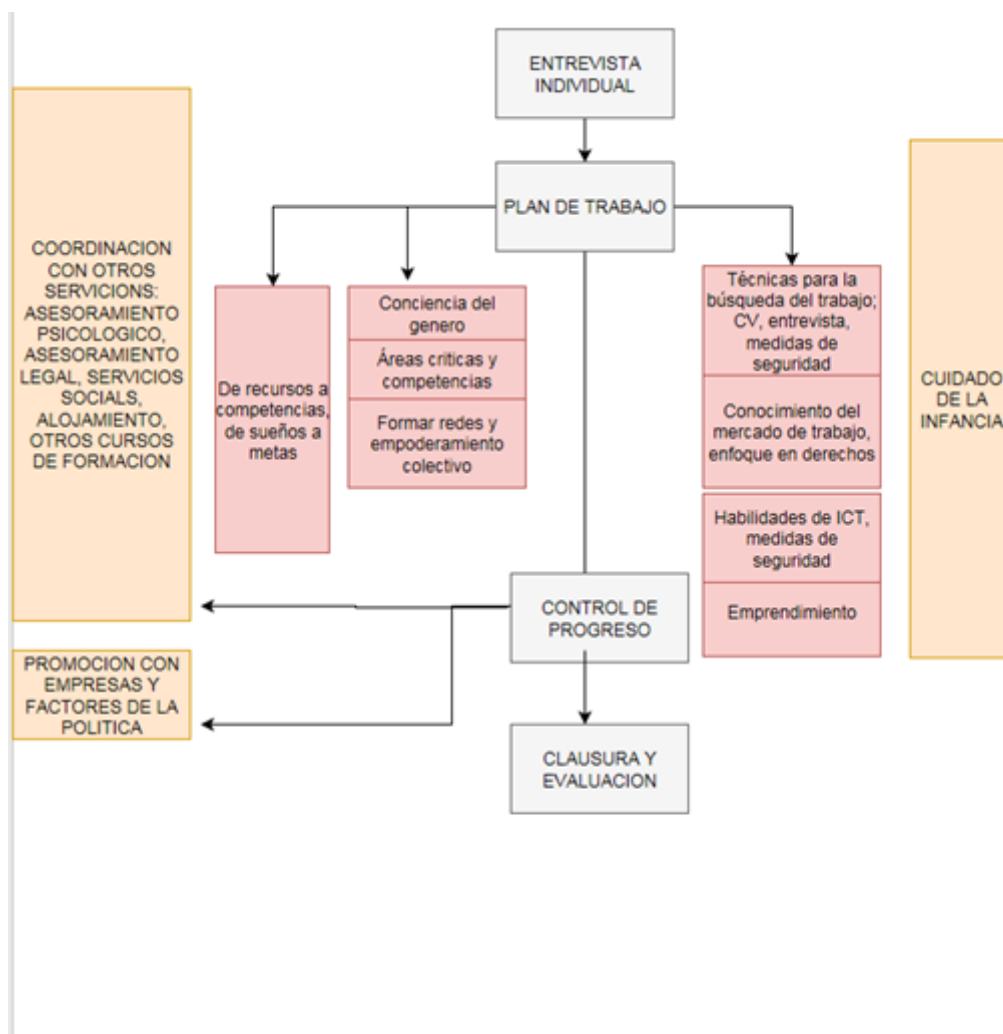 ENTREVISTA
INDIVIDUAL
PLAN DE TRABAJO
COORDINACION
CON OTROS
SERVICIONS:
ASESORAMIENTO
PSICOLOGICO,
ASESORAMIENTO
LEGAL, SERVICIOS
SOCIALS,
ALOJAMIENTO,
OTROS CURSOS
DE FORMACION
De recursos a
competencias,
de sueños a
metas
Conciencia del
genero
Áreas criticas y
competencias
Formar redes y
empoderamiento
colectivo
Técnicas para la
búsqueda del trabajo;
CV, entrevista,
medidas de
seguridad
Conocimiento del
mercado de trabajo,
enfoque en derechos
Habilidades de ICT,
medidas de
seguridad
Emprendimiento
CUIDADO
DE LA
INFANCIA
CONTROL DE
PROGRESO
PROMOCION CON
EMPRESAS Y
FACTORES DE LA
POLITICA
CLAUSURA Y
EVALUACION